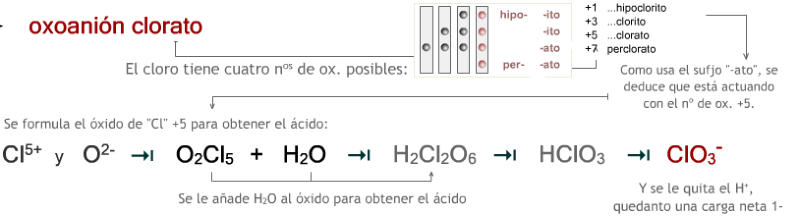 oxoanión clorato
hipo- -ito
-ito
-ato
per- -ato
+1 ...hipoclorito
+3 ...clorito
+5 ...clorato
+7 perclorato
El cloro tiene cuatro nos de ox. posibles:
Como usa el sufjo "-ato", se
deduce que está actuando
con el nº de ox. +5.
Se formula el óxido de "Cl" +5 para obtener el ácido:
Cl5+ y O2- →I O2Cl5 + H2O →I H2Cl2O6 →I HClO3 →I ClO3-
Se le añade H2O al óxido para obtener el ácido
Y se le quita el H+,
quedanto una carga neta 1-